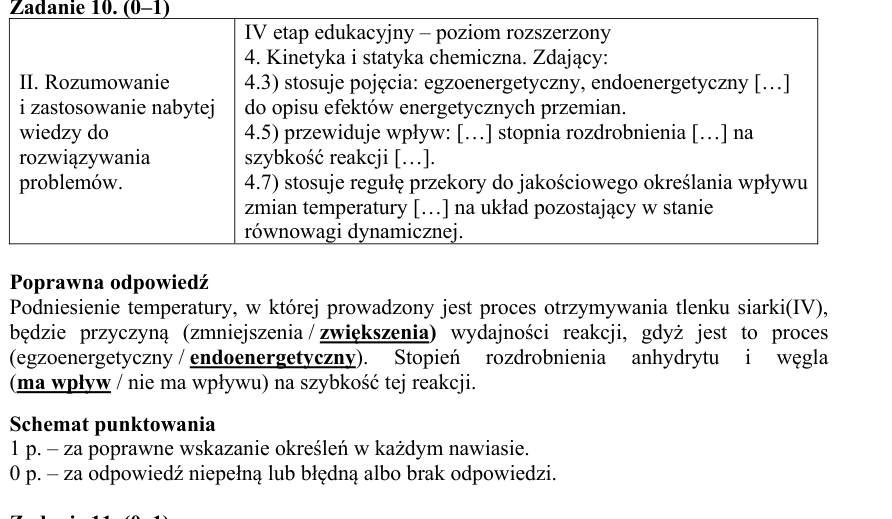 Zadanie 10. (0–1)
II. Rozumowanie
i zastosowanie nabytej
wiedzy do
rozwiązywania
problemów.
IV etap edukacyjny – poziom rozszerzony
4. Kinetyka i statyka chemiczna. Zdający:
4.3) stosuje pojęcia: egzoenergetyczny, endoenergetyczny […]
do opisu efektów energetycznych przemian.
4.5) przewiduje wpływ: […] stopnia rozdrobnienia […] na
szybkość reakcji […].
4.7) stosuje regułę przekory do jakościowego określania wpływu
zmian temperatury […] na układ pozostający w stanie
równowagi dynamicznej.
Poprawna odpowiedź
Podniesienie temperatury, w której prowadzony jest proces otrzymywania tlenku siarki(IV),
będzie przyczyną (zmniejszenia / zwiększenia) wydajności reakcji, gdyż jest to proces
(egzoenergetyczny / endoenergetyczny). Stopień rozdrobnienia anhydrytu i węgla
(ma wpływ / nie ma wpływu) na szybkość tej reakcji.
Schemat punktowania
1 p. – za poprawne wskazanie określeń w każdym nawiasie.
0 p. – za odpowiedź niepełną lub błędną albo brak odpowiedzi.
Zadanie 11. (0–1)